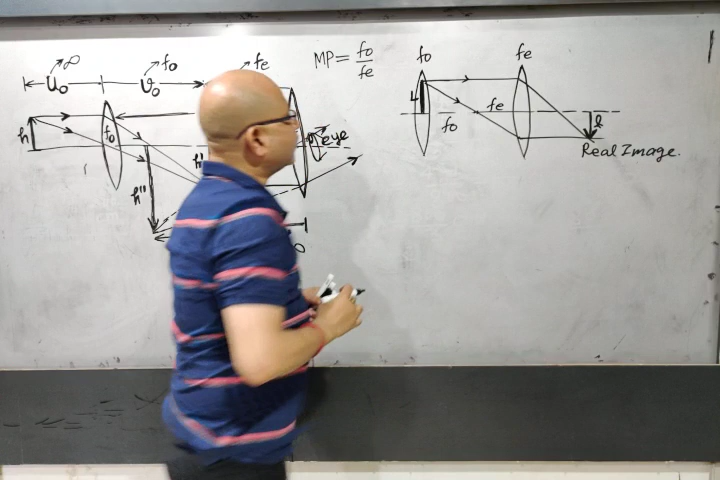 u₀ →∞
v₀ →f₀
→fe
MP = f₀/fe
h
f₀
h'
h"
eye
f₀
fe
L
f₀
fe
l
Real Image.